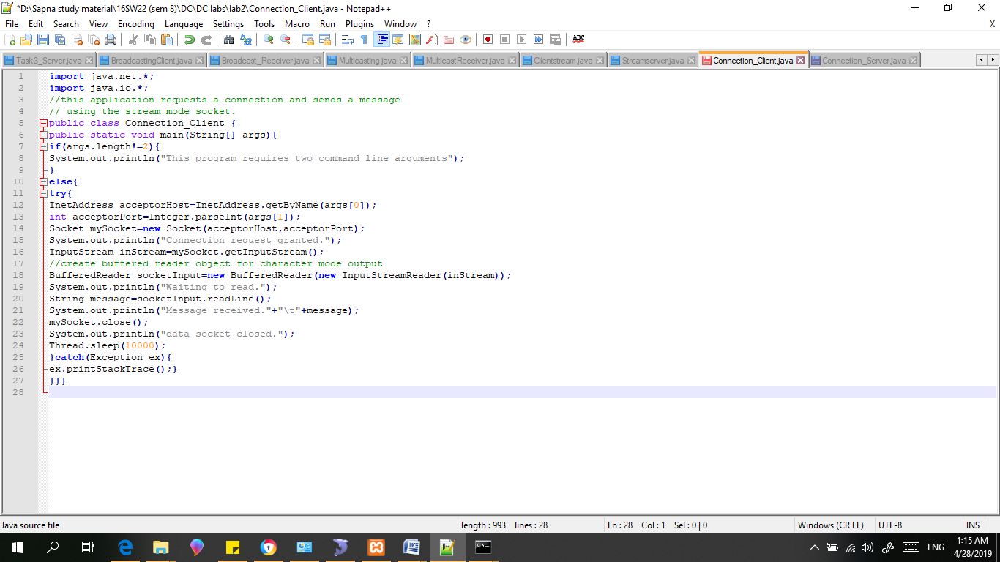 *D:\Sapna study material\16SW22 (sem 8)\DC\DC labs\lab2\Connection_Client.java - Notepad++
File Edit Search View Encoding Language Settings Tools Macro Run Plugins Window ? X
ABC
Task3_Server.java BroadcastingClient.java Broadcast_Receiver.java Multicasting.java MulticastReceiver.java Clientstream.java Streamserver.java Connection_Client.java Connection_Server.java
1 import java.net.*;
2 import java.io.*;
3 //this application requests a connection and sends a message
4 // using the stream mode socket.
5 public class Connection_Client {
6 public static void main(String[] args){
7 if(args.length!=2){
8 System.out.println("This program requires two command line arguments");
9 }
10 else{
11 try{
12 InetAddress acceptorHost=InetAddress.getByName(args[0]);
13 int acceptorPort=Integer.parseInt(args[1]);
14 Socket mySocket=new Socket(acceptorHost,acceptorPort);
15 System.out.println("Connection request granted.");
16 InputStream inStream=mySocket.getInputStream();
17 //create buffered reader object for character mode output
18 BufferedReader socketInput=new BufferedReader(new InputStreamReader(inStream));
19 System.out.println("Waiting to read.");
20 String message=socketInput.readLine();
21 System.out.println("Message received."+"\t"+message);
22 mySocket.close();
23 System.out.println("data socket closed.");
24 Thread.sleep(10000);
25 }catch(Exception ex){
26 ex.printStackTrace();}
27 }}}
28
Java source file length : 993 lines : 28 Ln : 28 Col : 1 Sel : 0 | 0 Windows (CR LF) UTF-8 INS
ENG 1:15 AM
4/28/2019